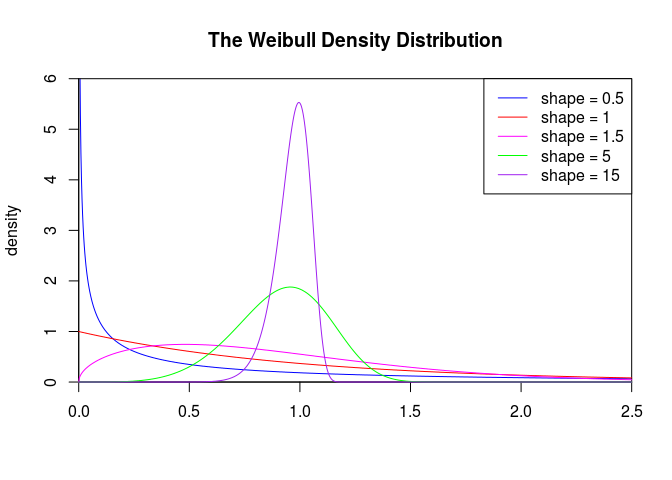 The Weibull Density Distribution
6
5
4
3
2
1
0
density
shape = 0.5
shape = 1
shape = 1.5
shape = 5
shape = 15
0.0 0.5 1.0 1.5 2.0 2.5